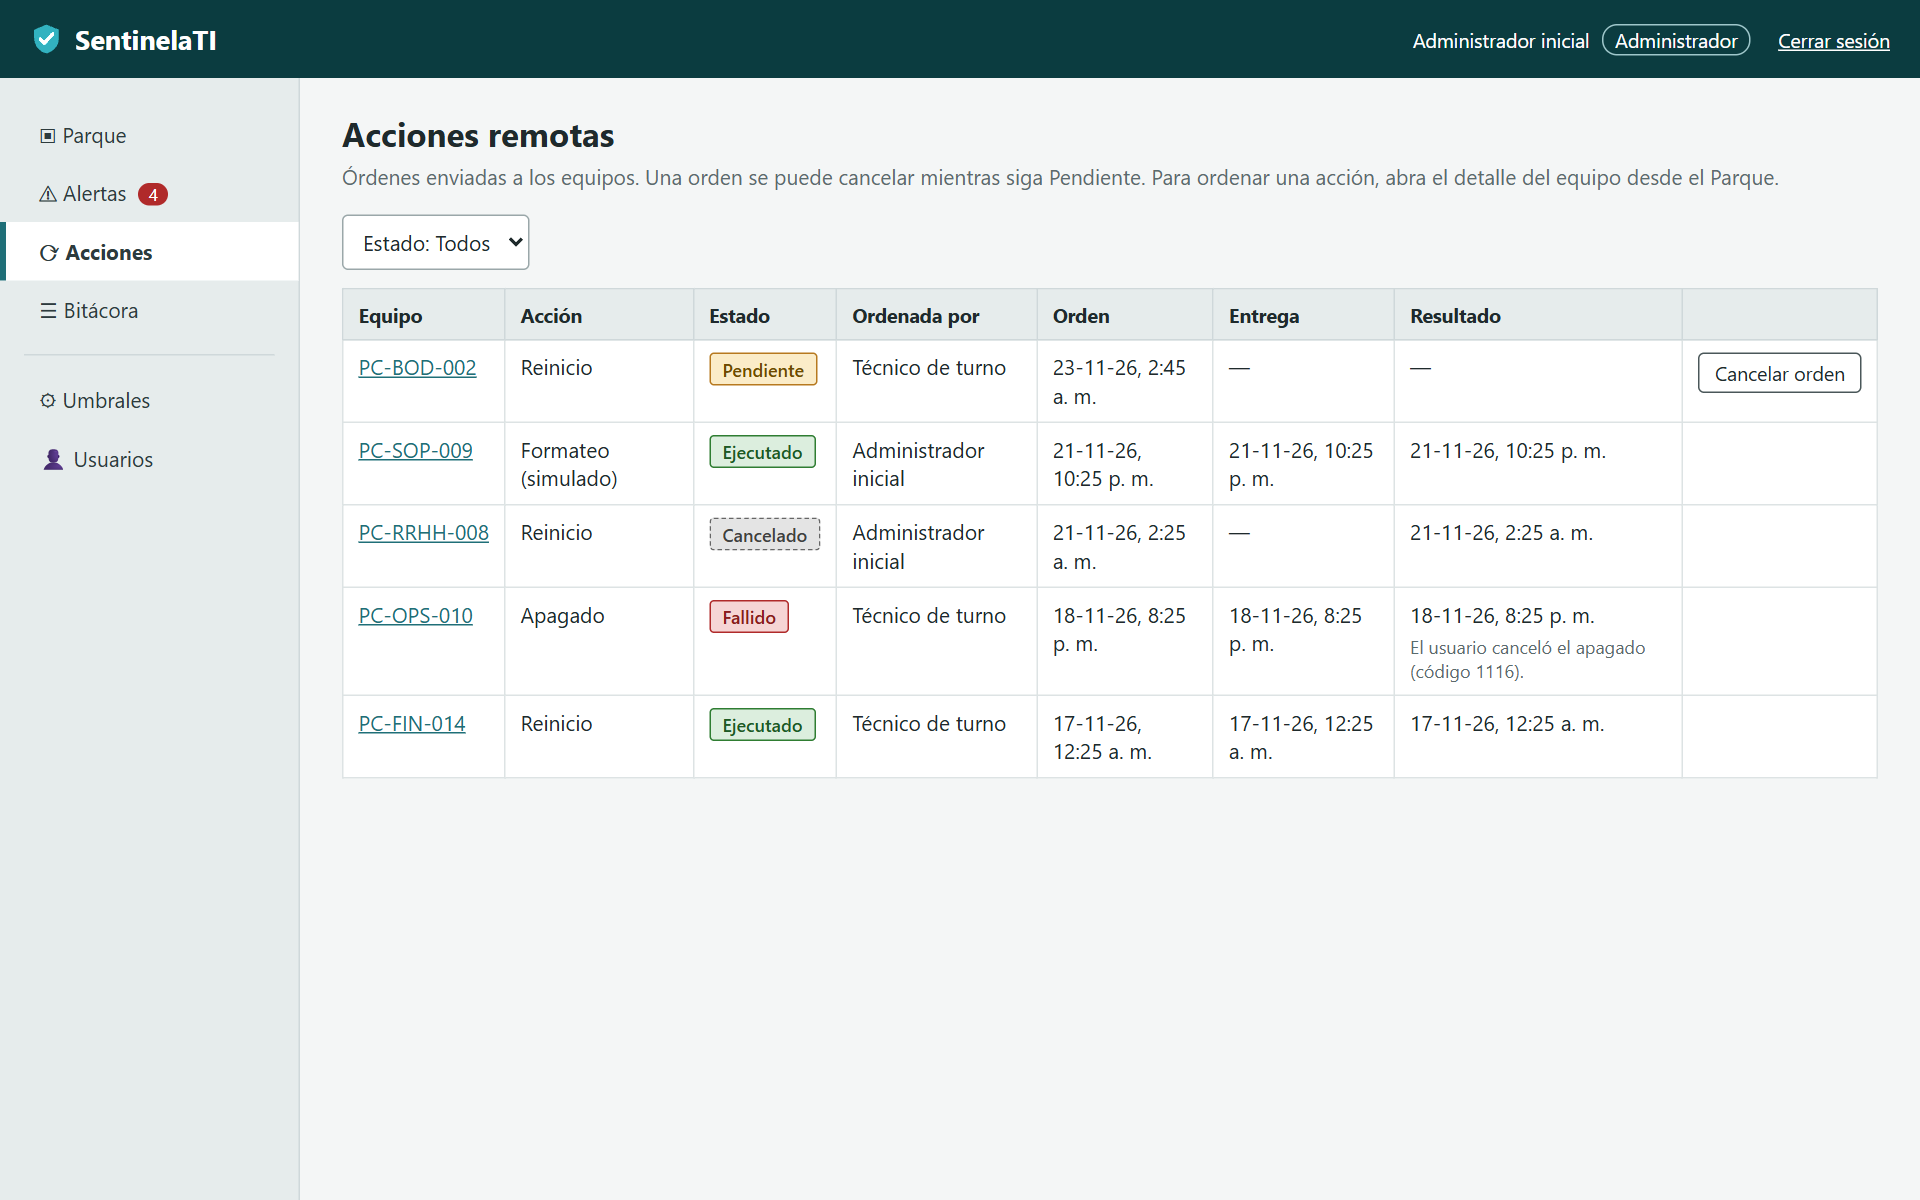 SentinelaTI
Administrador inicial Administrador Cerrar sesión
Parque
Alertas 4
Acciones
Bitácora
Umbrales
Usuarios
Acciones remotas
Órdenes enviadas a los equipos. Una orden se puede cancelar mientras siga Pendiente. Para ordenar una acción, abra el detalle del equipo desde el Parque.
Estado: Todos
Equipo Acción Estado Ordenada por Orden Entrega Resultado
PC-BOD-002 Reinicio Pendiente Técnico de turno 23-11-26, 2:45 — — Cancelar orden
a. m.
PC-SOP-009 Formateo Ejecutado Administrador 21-11-26, 21-11-26, 10:25 21-11-26, 10:25 p. m.
(simulado) inicial 10:25 p. m. p. m.
PC-RRHH-008 Reinicio Cancelado Administrador 21-11-26, 2:25 — 21-11-26, 2:25 a. m.
inicial a. m.
PC-OPS-010 Apagado Fallido Técnico de turno 18-11-26, 8:25 18-11-26, 8:25 18-11-26, 8:25 p. m.
p. m. p. m. El usuario canceló el apagado
(código 1116).
PC-FIN-014 Reinicio Ejecutado Técnico de turno 17-11-26, 17-11-26, 12:25 17-11-26, 12:25 a. m.
12:25 a. m. a. m.